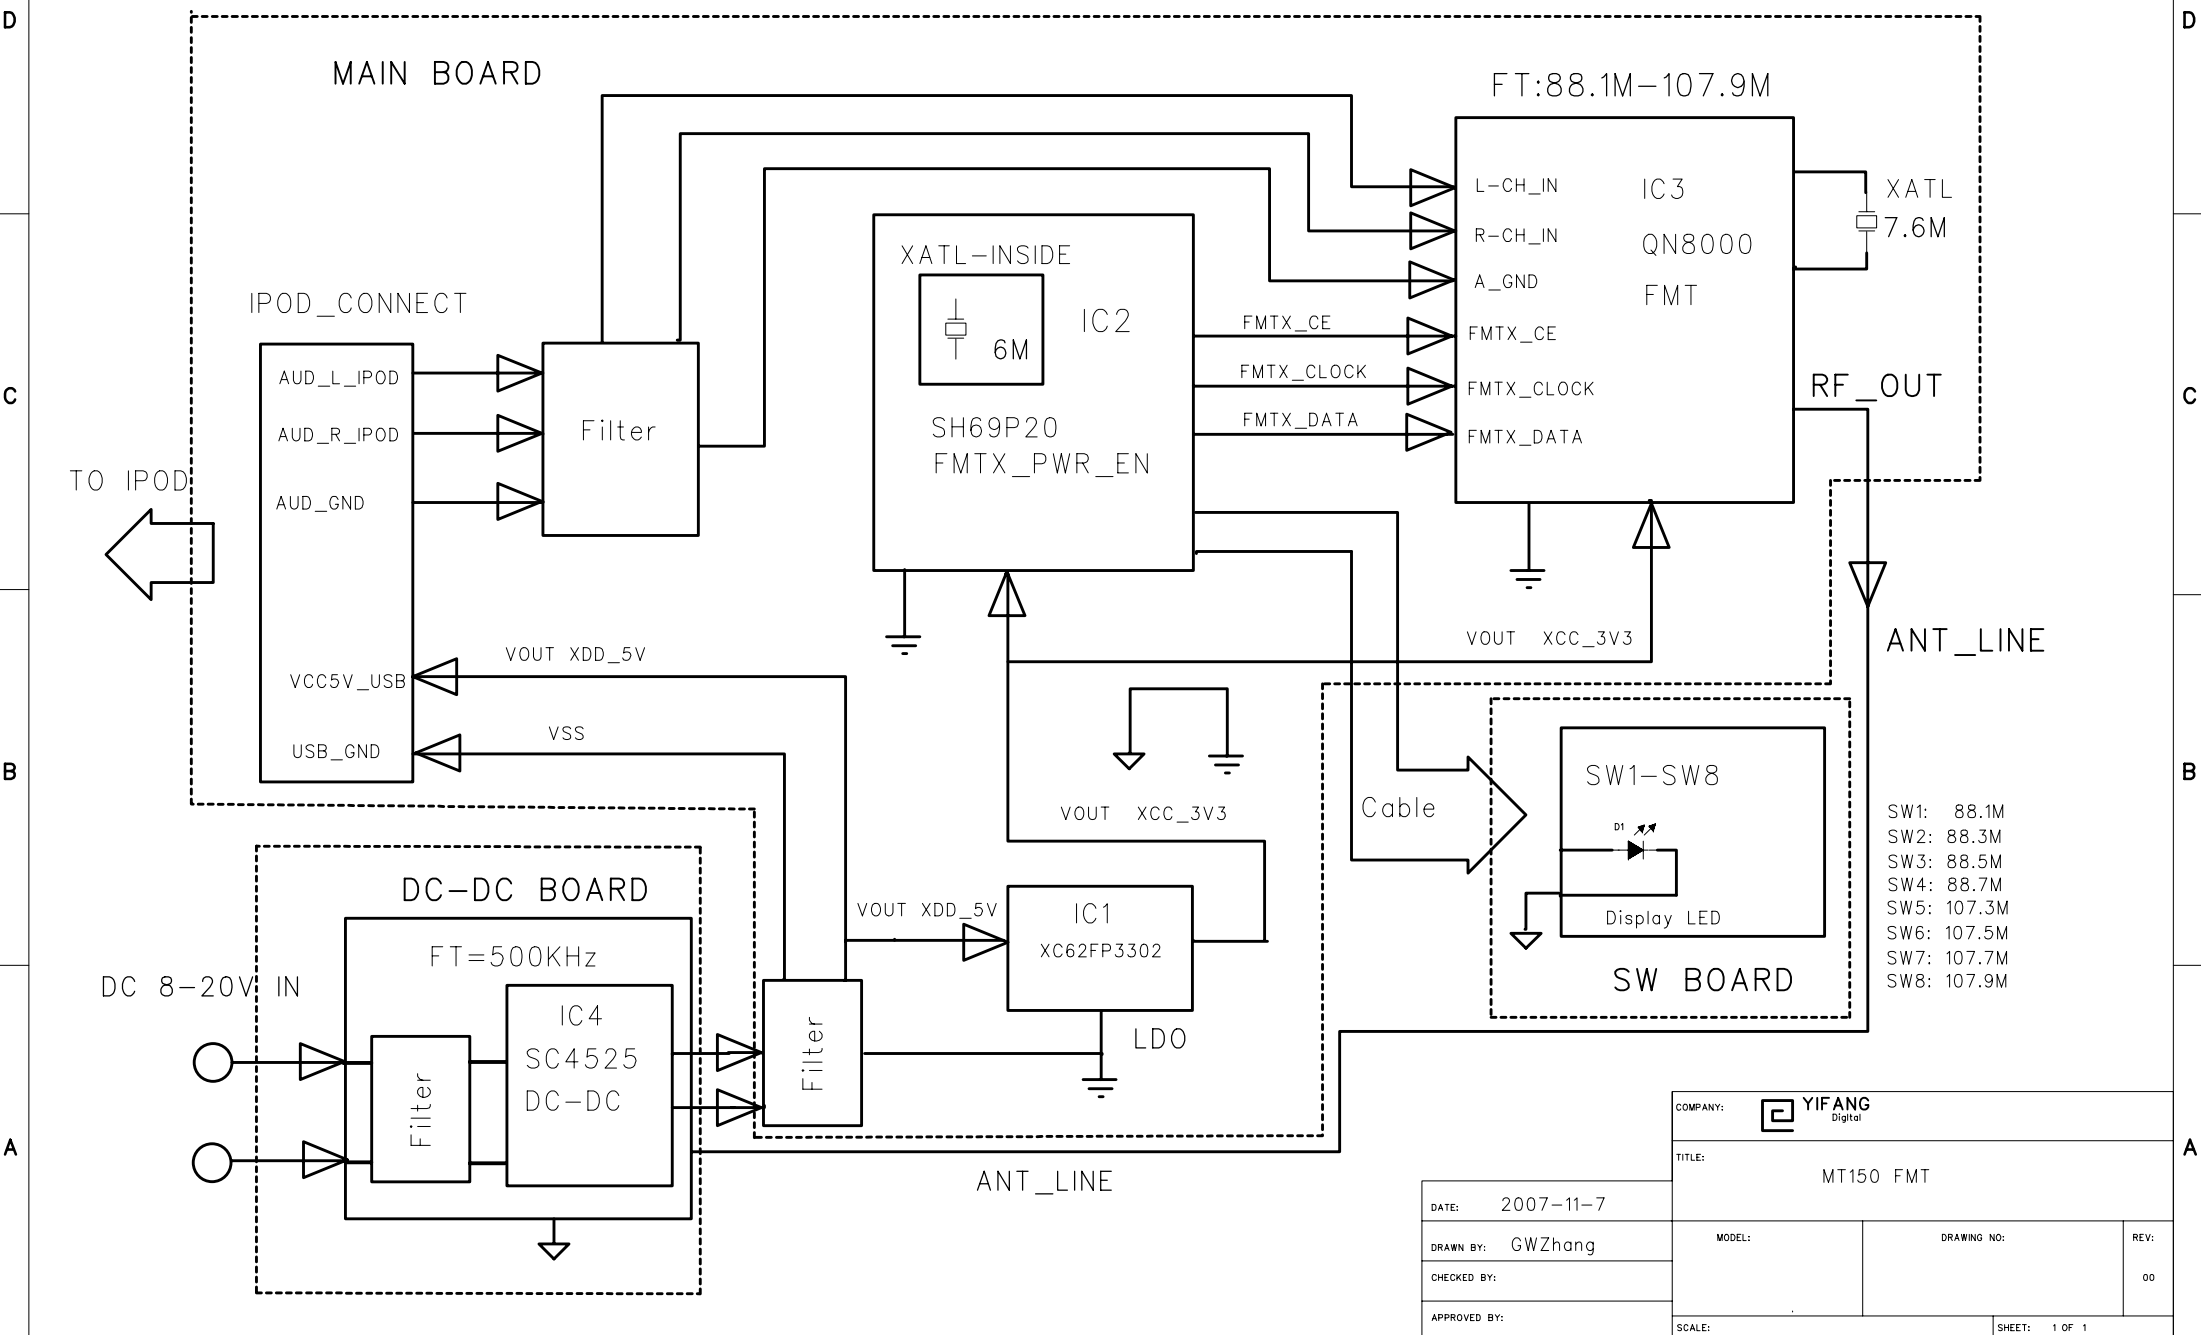 D
D
MAIN BOARD
FT:88.1M-107.9M
L-CH_IN
IC3
XATL
R-CH_IN
QN8000
7.6M
XATL-INSIDE
A_GND
FMT
IPOD_CONNECT
IC2
6M
FMTX_CE
FMTX_CE
AUD_L_IPOD
FMTX_CLOCK
FMTX_CLOCK
RF_OUT
C
C
AUD_R_IPOD
Filter
SH69P20
FMTX_DATA
FMTX_DATA
FMTX_PWR_EN
TO IPOD
AUD_GND
VOUT XCC_3V3
ANT_LINE
VOUT XDD_5V
VCC5V_USB
VSS
USB_GND
B
B
SW1-SW8
VOUT XCC_3V3
Cable
D1
Display LED
SW BOARD
SW1: 88.1M
SW2: 88.3M
SW3: 88.5M
SW4: 88.7M
SW5: 107.3M
SW6: 107.5M
SW7: 107.7M
SW8: 107.9M
DC-DC BOARD
VOUT XDD_5V
IC1
XC62FP3302
FT=500KHz
DC 8-20V IN
IC4
SC4525
DC-DC
Filter
Filter
LDO
A
A
ANT_LINE
COMPANY:
YIFANG
Digital
TITLE:
MT150 FMT
DATE: 2007-11-7
DRAWN BY: GWZhang
MODEL:
DRAWING NO:
REV:
00
CHECKED BY:
APPROVED BY:
SCALE:
SHEET: 1 OF 1